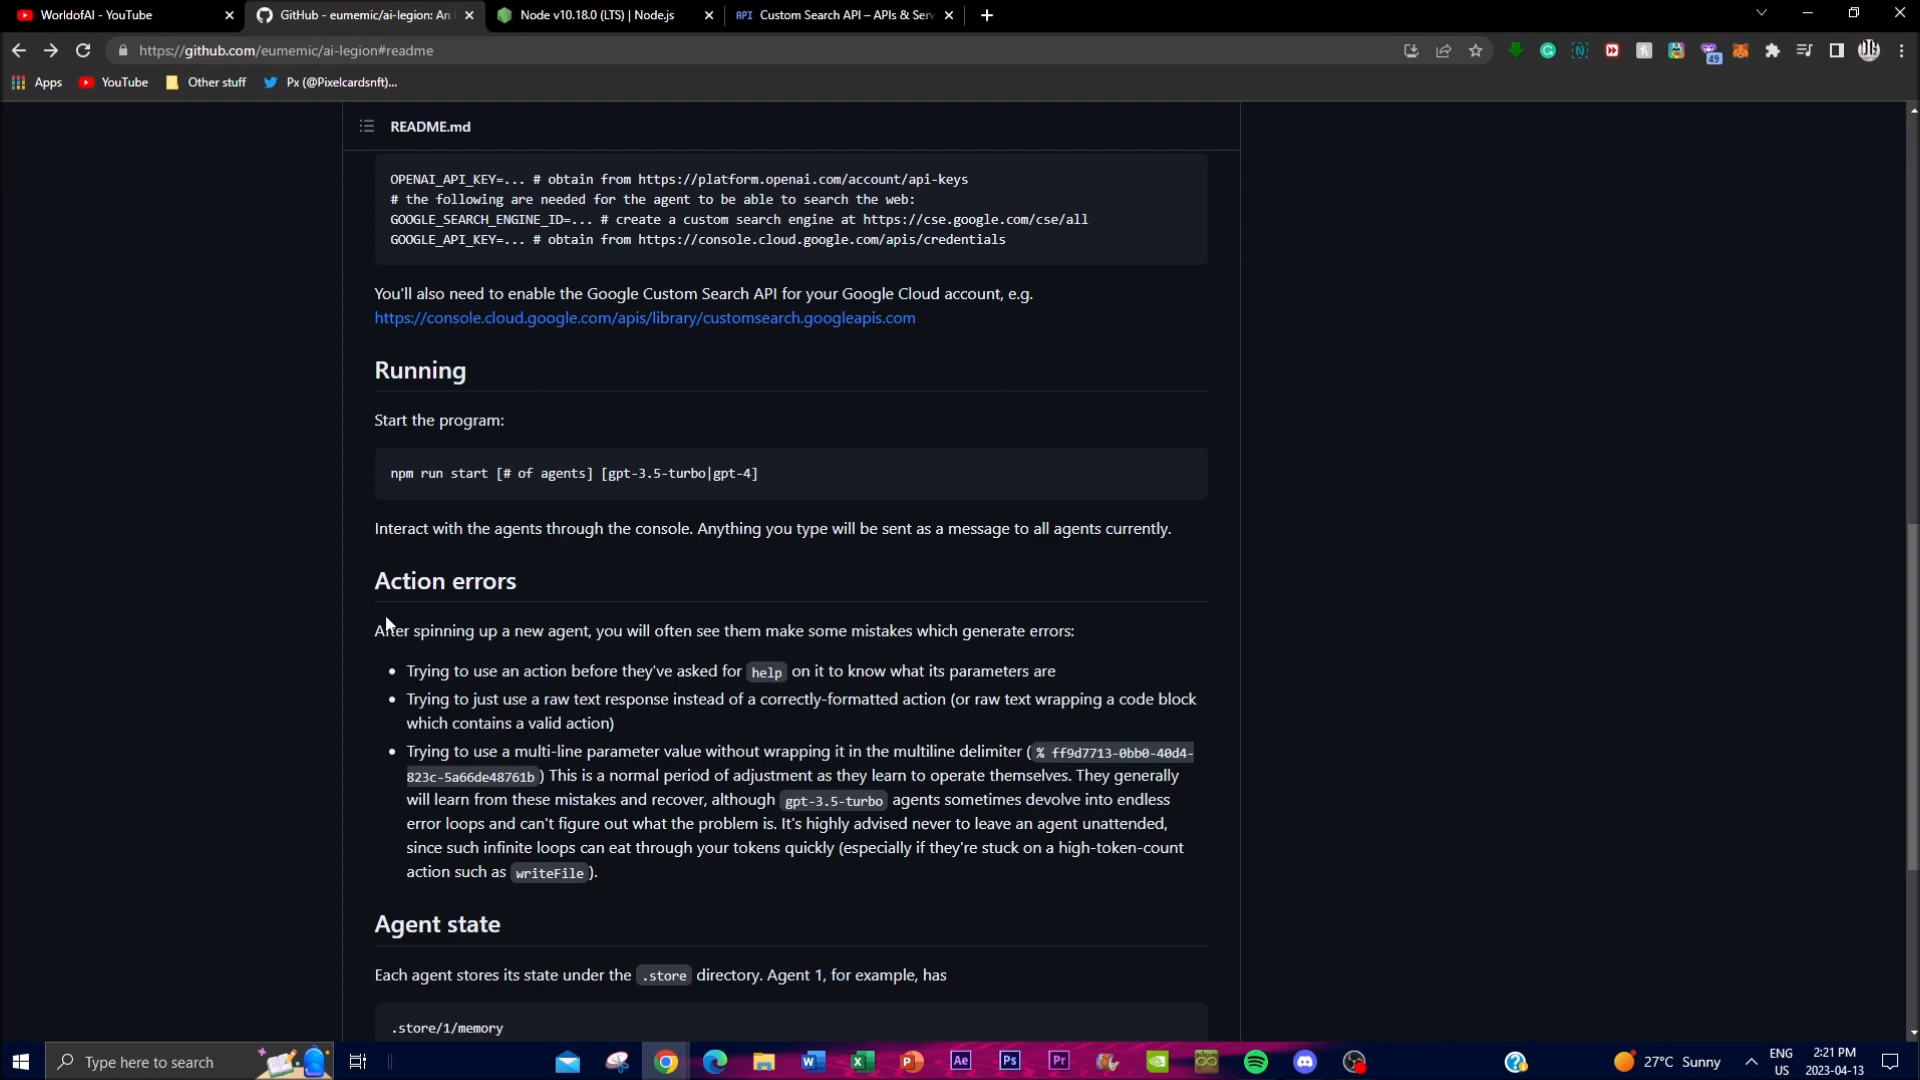 WorldofAI - YouTube
GitHub - eumemic/ai-legion: An
Node v10.18.0 (LTS) | Node.js
API Custom Search API – APIs & Serv
https://github.com/eumemic/ai-legion#readme
49
Apps
YouTube
Other stuff
Px (@Pixelcardsnft)...
README.md
OPENAI_API_KEY=... # obtain from https://platform.openai.com/account/api-keys
# the following are needed for the agent to be able to search the web:
GOOGLE_SEARCH_ENGINE_ID=... # create a custom search engine at https://cse.google.com/cse/all
GOOGLE_API_KEY=... # obtain from https://console.cloud.google.com/apis/credentials
You'll also need to enable the Google Custom Search API for your Google Cloud account, e.g.
https://console.cloud.google.com/apis/library/customsearch.googleapis.com
Running
Start the program:
npm run start [# of agents] [gpt-3.5-turbo|gpt-4]
Interact with the agents through the console. Anything you type will be sent as a message to all agents currently.
Action errors
After spinning up a new agent, you will often see them make some mistakes which generate errors:
• Trying to use an action before they've asked for help on it to know what its parameters are
• Trying to just use a raw text response instead of a correctly-formatted action (or raw text wrapping a code block
which contains a valid action)
• Trying to use a multi-line parameter value without wrapping it in the multiline delimiter ( % ff9d7713-0bb0-40d4-
823c-5a66de48761b ) This is a normal period of adjustment as they learn to operate themselves. They generally
will learn from these mistakes and recover, although gpt-3.5-turbo agents sometimes devolve into endless
error loops and can't figure out what the problem is. It's highly advised never to leave an agent unattended,
since such infinite loops can eat through your tokens quickly (especially if they're stuck on a high-token-count
action such as writeFile ).
Agent state
Each agent stores its state under the .store directory. Agent 1, for example, has
.store/1/memory
Type here to search
Ae
Ps
Pr
27°C Sunny
ENG
US
2:21 PM
2023-04-13